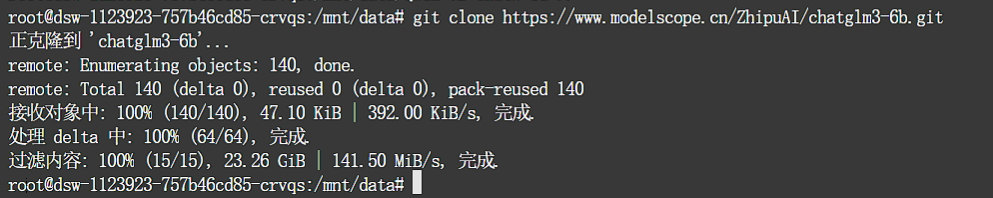 root@dsw-1123923-757b46cd85-crvqs:/mnt/data# git clone https://www.modelscope.cn/ZhipuAI/chatglm3-6b.git
正克隆到 'chatglm3-6b'...
remote: Enumerating objects: 140, done.
remote: Total 140 (delta 0), reused 0 (delta 0), pack-reused 140
接收对象中: 100% (140/140), 47.10 KiB | 392.00 KiB/s, 完成.
处理 delta 中: 100% (64/64), 完成.
过滤内容: 100% (15/15), 23.26 GiB | 141.50 MiB/s, 完成.
root@dsw-1123923-757b46cd85-crvqs:/mnt/data#